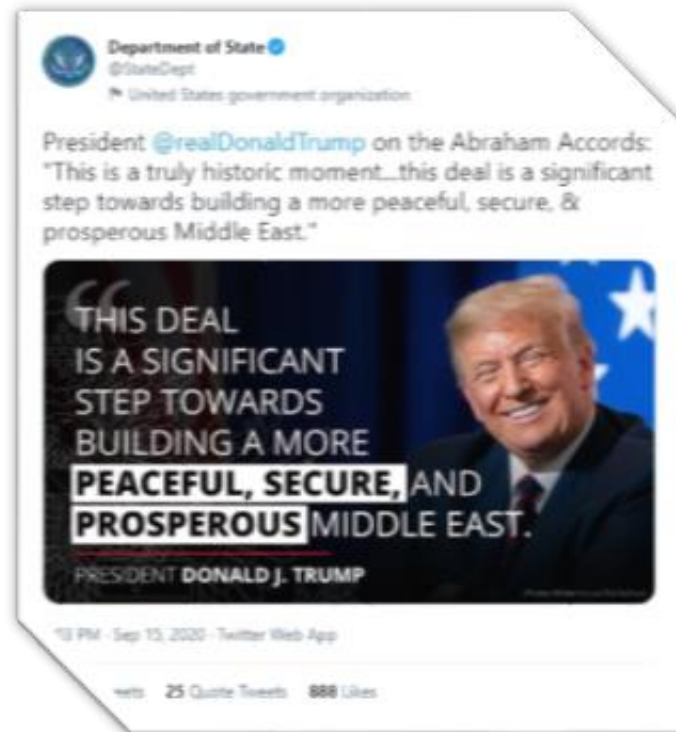 Department of State
@StateDept
United States government organization
President @realDonaldTrump on the Abraham Accords:
"This is a truly historic moment...this deal is a significant
step towards building a more peaceful, secure, &
prosperous Middle East."
THIS DEAL
IS A SIGNIFICANT
STEP TOWARDS
BUILDING A MORE
PEACEFUL, SECURE, AND
PROSPEROUS MIDDLE EAST.
PRESIDENT DONALD J. TRUMP
PM · Sep 15, 2020 · Twitter Web App
25 Quote Tweets 888 Likes